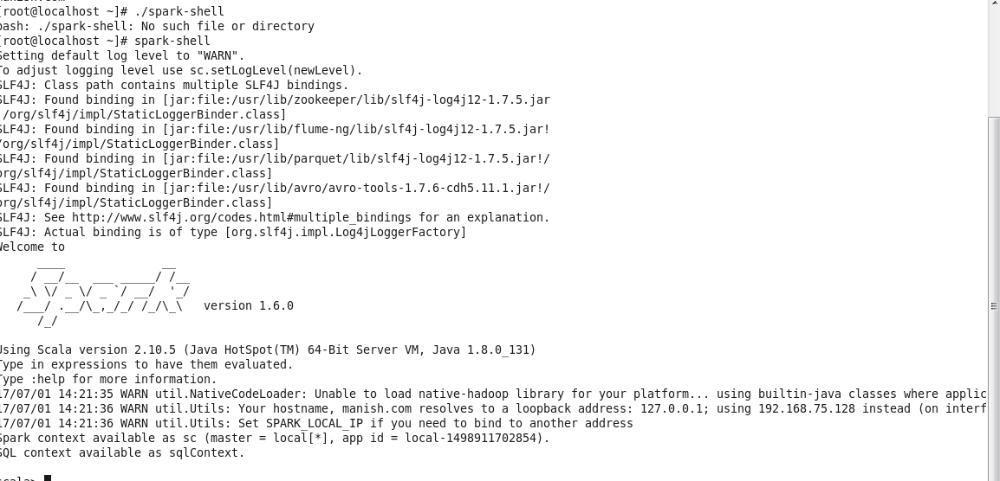 [root@localhost ~]# ./spark-shell
bash: ./spark-shell: No such file or directory
[root@localhost ~]# spark-shell
Setting default log level to "WARN".
To adjust logging level use sc.setLogLevel(newLevel).
SLF4J: Class path contains multiple SLF4J bindings.
SLF4J: Found binding in [jar:file:/usr/lib/zookeeper/lib/slf4j-log4j12-1.7.5.jar
!/org/slf4j/impl/StaticLoggerBinder.class]
SLF4J: Found binding in [jar:file:/usr/lib/flume-ng/lib/slf4j-log4j12-1.7.5.jar!
/org/slf4j/impl/StaticLoggerBinder.class]
SLF4J: Found binding in [jar:file:/usr/lib/parquet/lib/slf4j-log4j12-1.7.5.jar!/
org/slf4j/impl/StaticLoggerBinder.class]
SLF4J: Found binding in [jar:file:/usr/lib/avro/avro-tools-1.7.6-cdh5.11.1.jar!/
org/slf4j/impl/StaticLoggerBinder.class]
SLF4J: See http://www.slf4j.org/codes.html#multiple_bindings for an explanation.
SLF4J: Actual binding is of type [org.slf4j.impl.Log4jLoggerFactory]
Welcome to
Spark version 1.6.0
Using Scala version 2.10.5 (Java HotSpot(TM) 64-Bit Server VM, Java 1.8.0_131)
Type in expressions to have them evaluated.
Type :help for more information.
17/07/01 14:21:35 WARN util.NativeCodeLoader: Unable to load native-hadoop library for your platform... using builtin-java classes where applic
17/07/01 14:21:36 WARN util.Utils: Your hostname, manish.com resolves to a loopback address: 127.0.0.1; using 192.168.75.128 instead (on interf
17/07/01 14:21:36 WARN util.Utils: Set SPARK_LOCAL_IP if you need to bind to another address
Spark context available as sc (master = local[*], app id = local-1498911702854).
SQL context available as sqlContext.
scala>